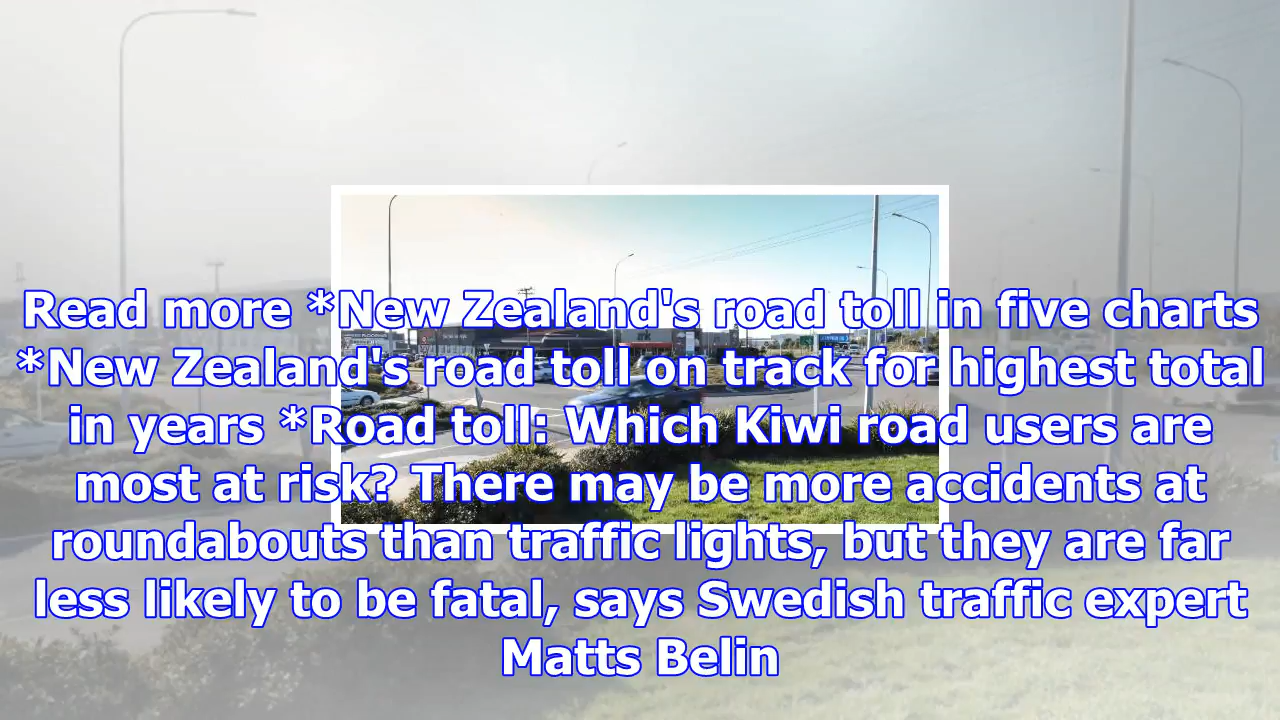 Read more *New Zealand's road toll in five charts
*New Zealand's road toll on track for highest total
in years *Road toll: Which Kiwi road users are
most at risk? There may be more accidents at
roundabouts than traffic lights, but they are far
less likely to be fatal, says Swedish traffic expert
Matts Belin